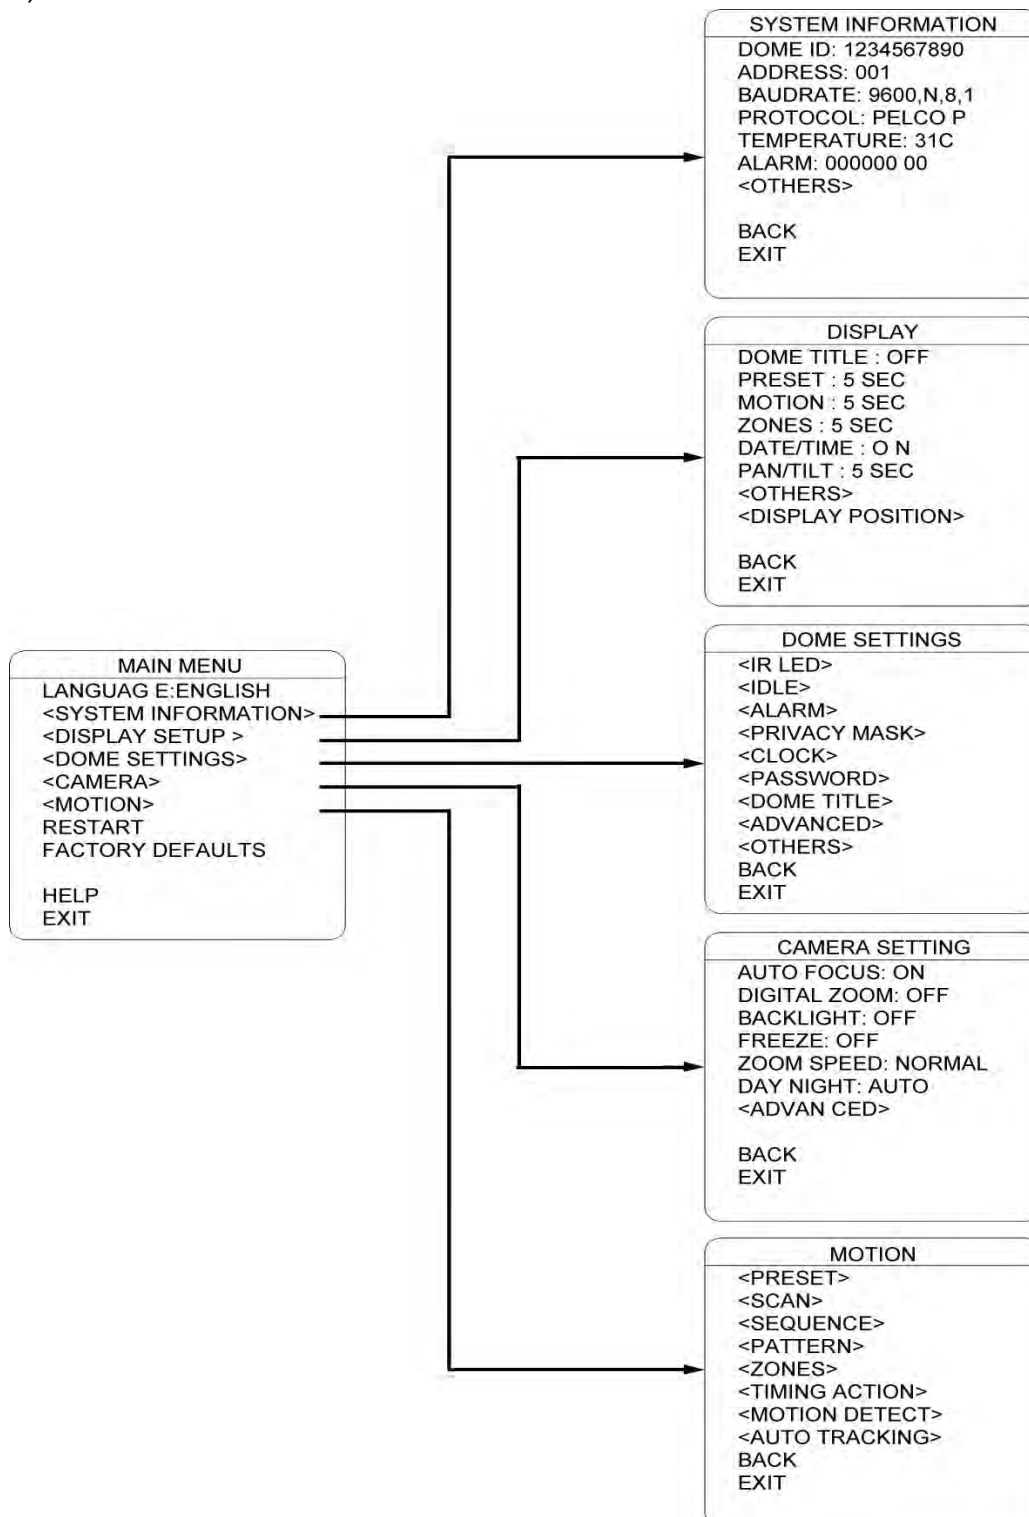 SYSTEM INFORMATION
DOME ID: 1234567890
ADDRESS: 001
BAUDRATE: 9600,N,8,1
PROTOCOL: PELCO P
TEMPERATURE: 31C
ALARM: 000000 00
<OTHERS>
BACK
EXIT
DISPLAY
DOME TITLE : OFF
PRESET : 5 SEC
MOTION : 5 SEC
ZONES : 5 SEC
DATE/TIME : O N
PAN/TILT : 5 SEC
<OTHERS>
<DISPLAY POSITION>
BACK
EXIT
MAIN MENU
LANGUAG E:ENGLISH
<SYSTEM INFORMATION>
<DISPLAY SETUP >
<DOME SETTINGS>
<CAMERA>
<MOTION>
RESTART
FACTORY DEFAULTS
HELP
EXIT
DOME SETTINGS
<IR LED>
<IDLE>
<ALARM>
<PRIVACY MASK>
<CLOCK>
<PASSWORD>
<DOME TITLE>
<ADVANCED>
<OTHERS>
BACK
EXIT
CAMERA SETTING
AUTO FOCUS: ON
DIGITAL ZOOM: OFF
BACKLIGHT: OFF
FREEZE: OFF
ZOOM SPEED: NORMAL
DAY NIGHT: AUTO
<ADVAN CED>
BACK
EXIT
MOTION
<PRESET>
<SCAN>
<SEQUENCE>
<PATTERN>
<ZONES>
<TIMING ACTION>
<MOTION DETECT>
<AUTO TRACKING>
BACK
EXIT